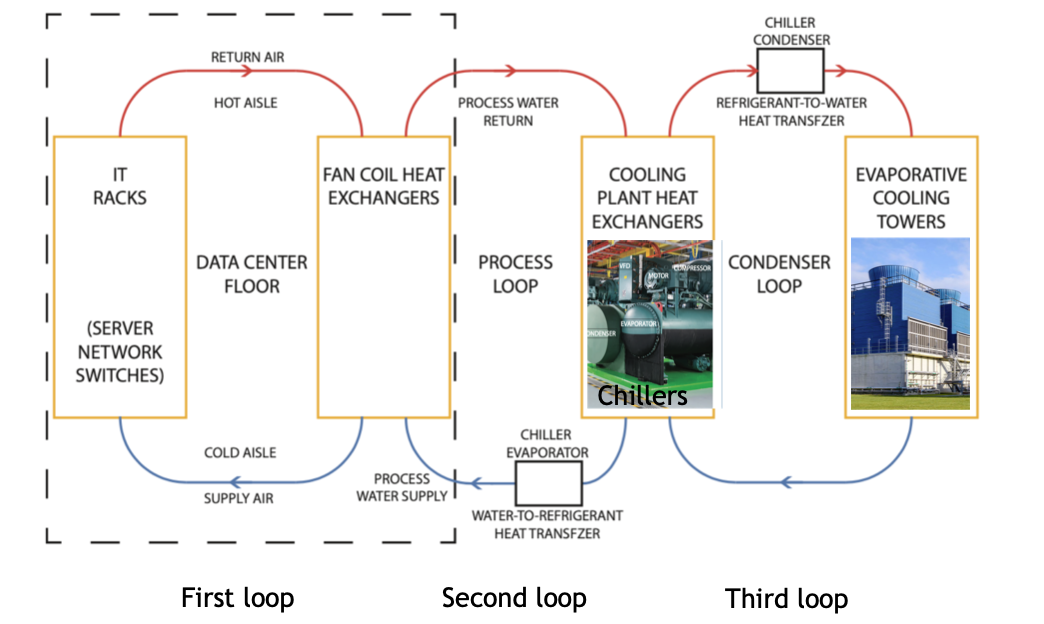 CHILLER
CONDENSER
RETURN AIR
HOT AISLE
PROCESS WATER
RETURN
REFRIGERANT-TO-WATER
HEAT TRANSFZER
IT
RACKS
(SERVER
NETWORK
SWITCHES)
DATA CENTER
FLOOR
FAN COIL HEAT
EXCHANGERS
PROCESS
LOOP
COOLING
PLANT HEAT
EXCHANGERS
VFD
MOTOR
COMPRESSOR
EVAPORATOR
ONDENSER
Chillers
CONDENSER
LOOP
EVAPORATIVE
COOLING
TOWERS
COLD AISLE
SUPPLY AIR
PROCESS
WATER SUPPLY
CHILLER
EVAPORATOR
WATER-TO-REFRIGERANT
HEAT TRANSFZER
First loop
Second loop
Third loop